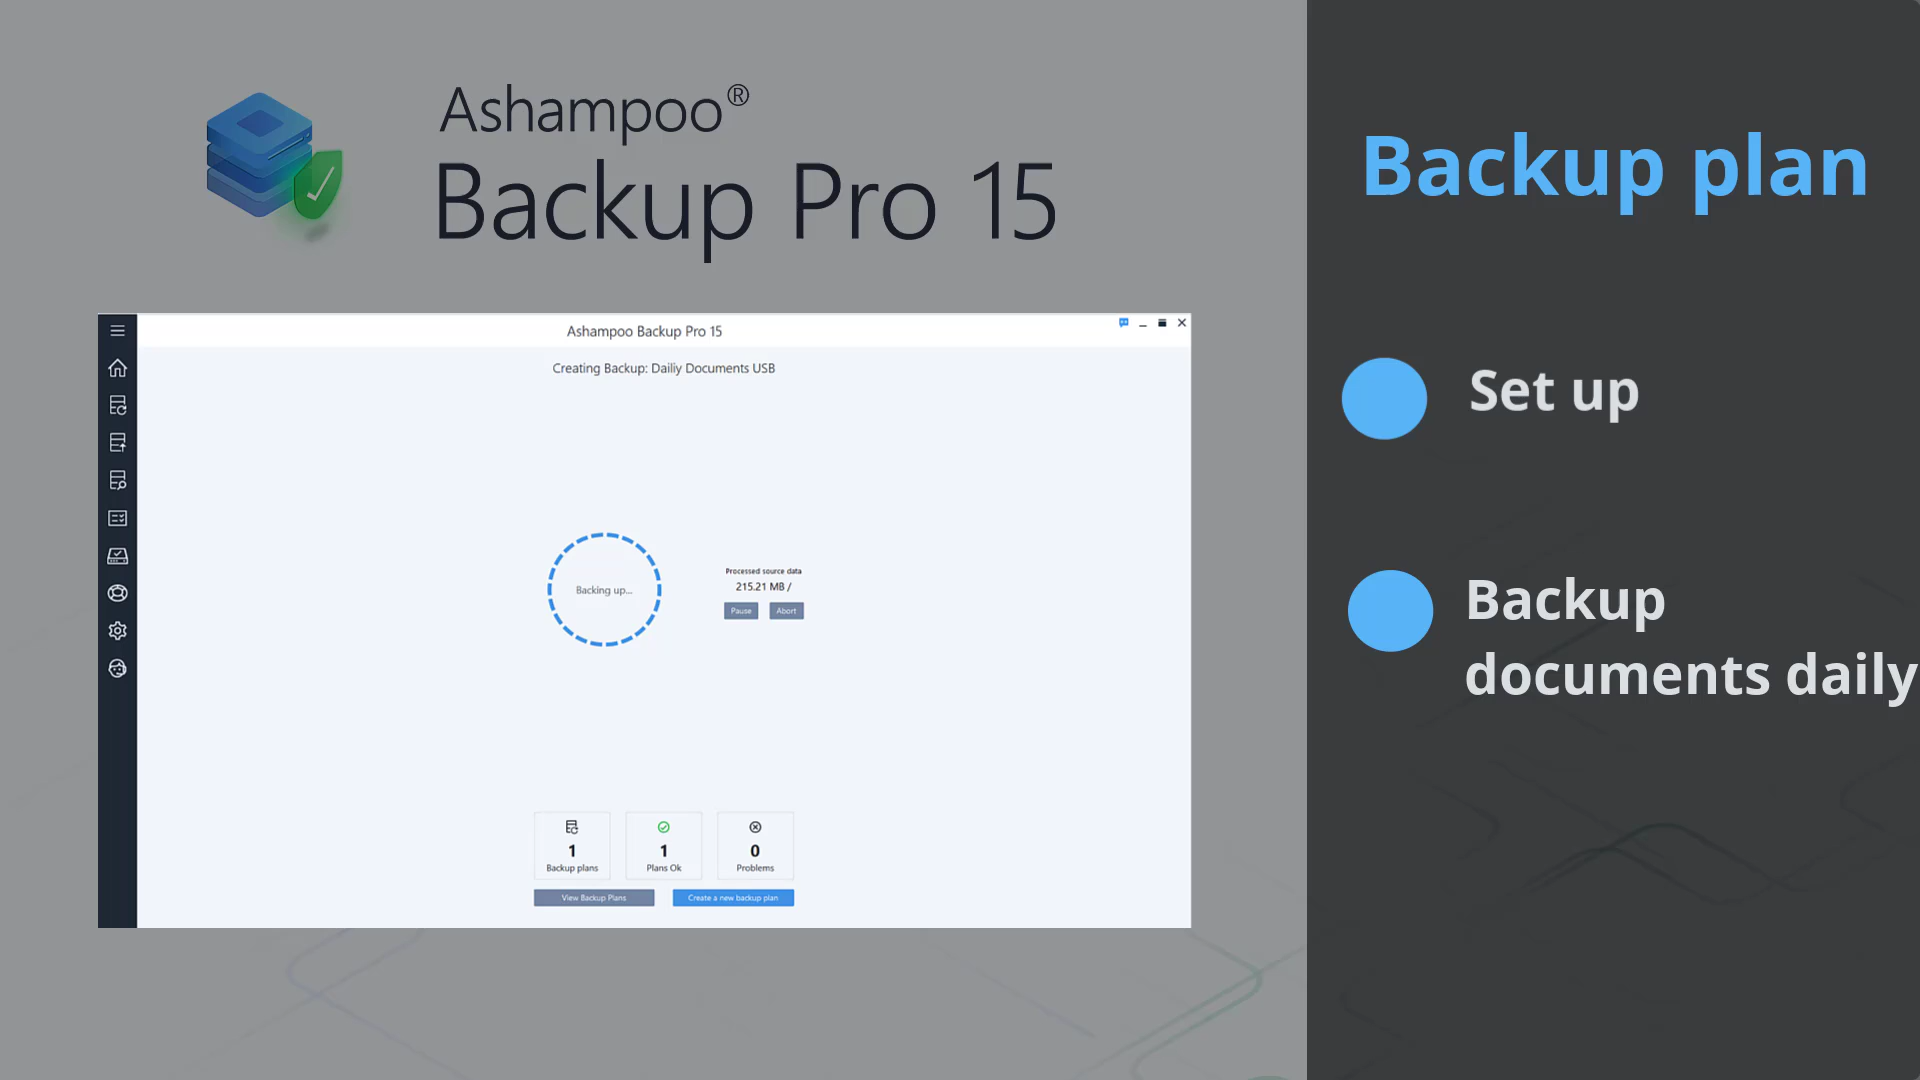 Ashampoo®
Backup Pro 15
Backup plan
Ashampoo Backup Pro 15
Creating Backup: Dailiy Documents USB
Backing up...
Processed source data
215.21 MB /
Pause Abort
1 1 0
Backup plans Plans Ok Problems
View Backup Plans Create a new backup plan
Set up
Backup
documents daily